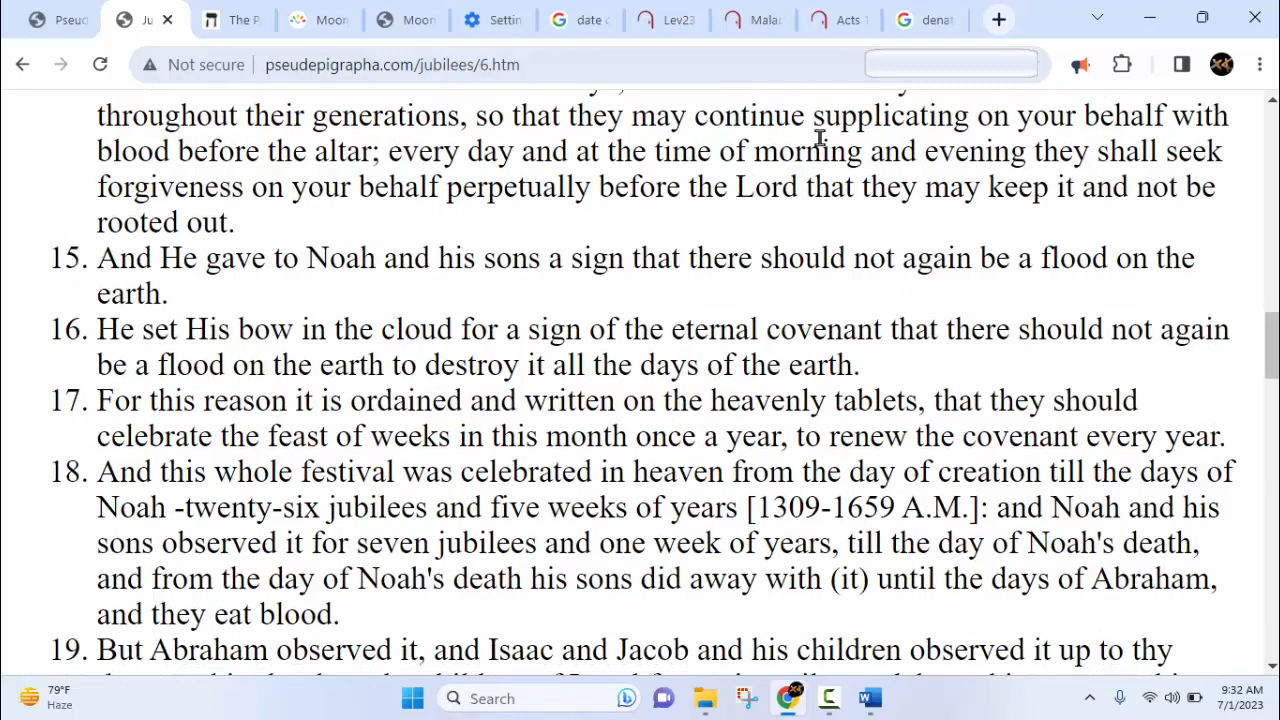 Pseud
Ju
The P
Moon
Moon
Settin
date c
Lev23
Malac
Acts 1
denat
Not secure
pseudepigrapha.com/jubilees/6.htm
throughout their generations, so that they may continue supplicating on your behalf with
blood before the altar; every day and at the time of morning and evening they shall seek
forgiveness on your behalf perpetually before the Lord that they may keep it and not be
rooted out.
15. And He gave to Noah and his sons a sign that there should not again be a flood on the
earth.
16. He set His bow in the cloud for a sign of the eternal covenant that there should not again
be a flood on the earth to destroy it all the days of the earth.
17. For this reason it is ordained and written on the heavenly tablets, that they should
celebrate the feast of weeks in this month once a year, to renew the covenant every year.
18. And this whole festival was celebrated in heaven from the day of creation till the days of
Noah -twenty-six jubilees and five weeks of years [1309-1659 A.M.]: and Noah and his
sons observed it for seven jubilees and one week of years, till the day of Noah's death,
and from the day of Noah's death his sons did away with (it) until the days of Abraham,
and they eat blood.
19. But Abraham observed it, and Isaac and Jacob and his children observed it up to thy
79°F
Haze
Search
9:32 AM
7/1/2023